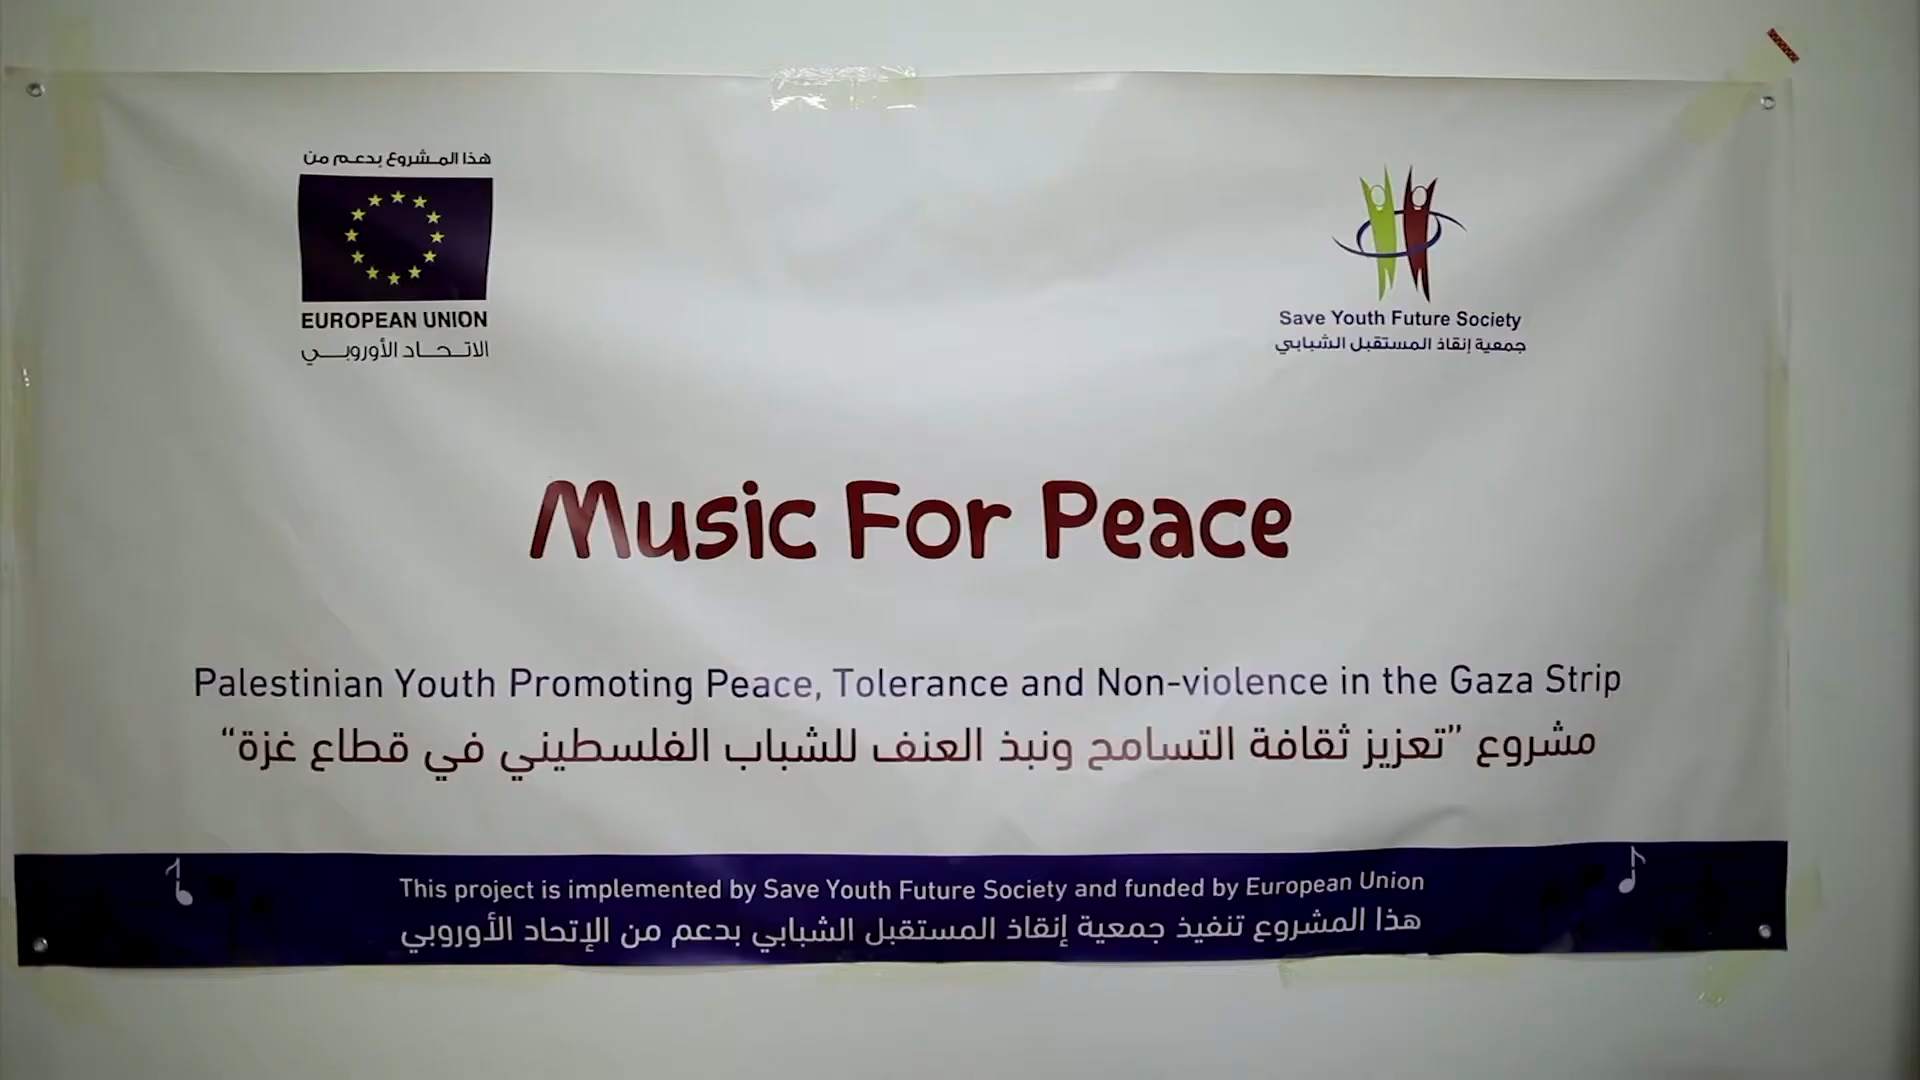 هذا المشروع بدعم من
EUROPEAN UNION
الاتحاد الأوروبي
Save Youth Future Society
جمعية إنقاذ المستقبل الشبابي
Music For Peace
Palestinian Youth Promoting Peace, Tolerance and Non-violence in the Gaza Strip
مشروع ”تعزيز ثقافة التسامح ونبذ العنف للشباب الفلسطيني في قطاع غزة“
This project is implemented by Save Youth Future Society and funded by European Union
هذا المشروع تنفيذ جمعية إنقاذ المستقبل الشبابي بدعم من الإتحاد الأوروبي